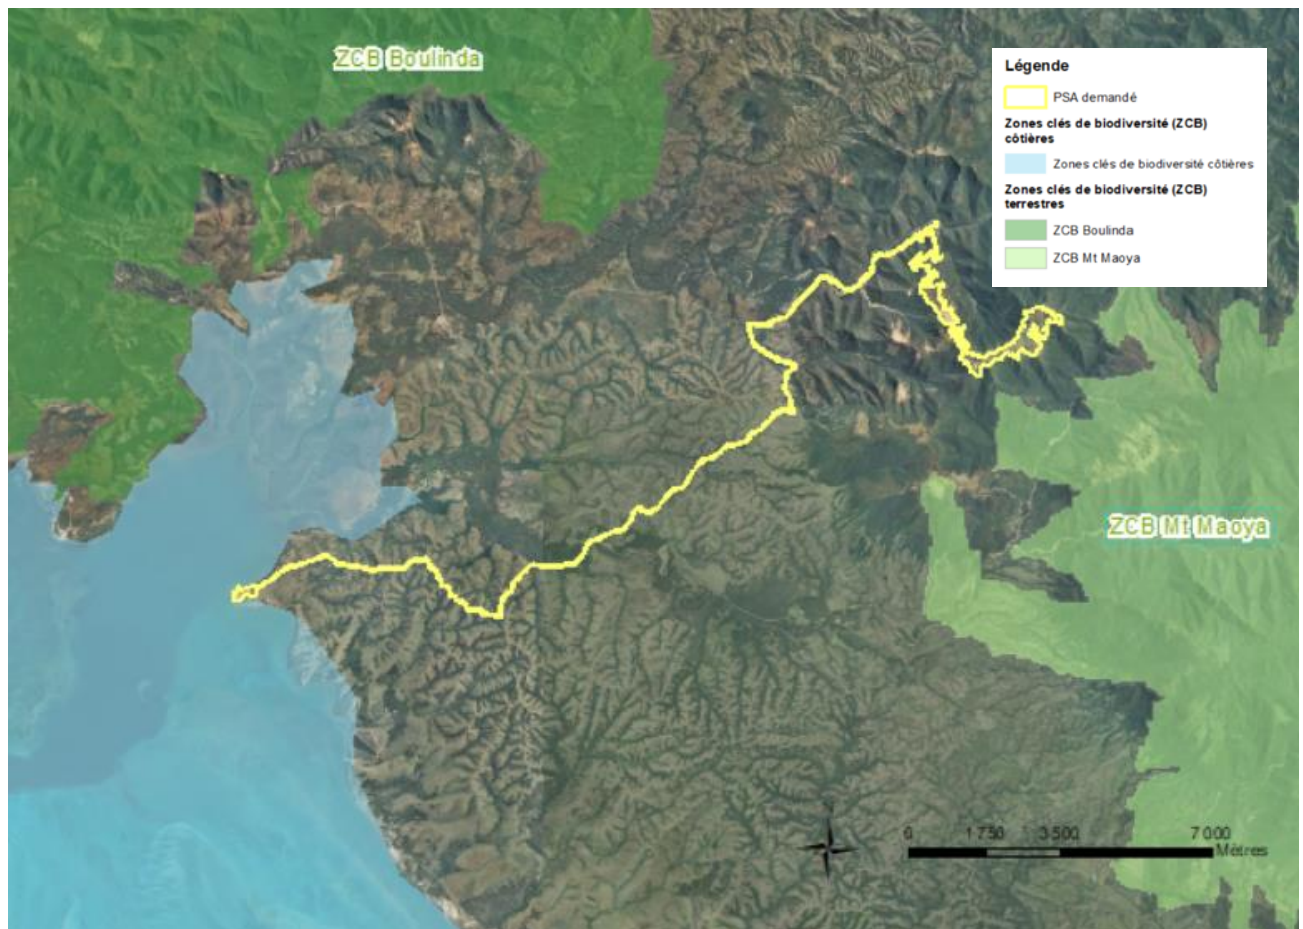 ZCB Boulinda
Légende
PSA demandé
Zones clés de biodiversité (ZCB)
côtières
Zones clés de biodiversité côtières
Zones clés de biodiversité (ZCB)
terrestres
ZCB Boulinda
ZCB Mt Maoya
ZCB Mt Maoya
0 1 750 3 500 7 000
Mètres